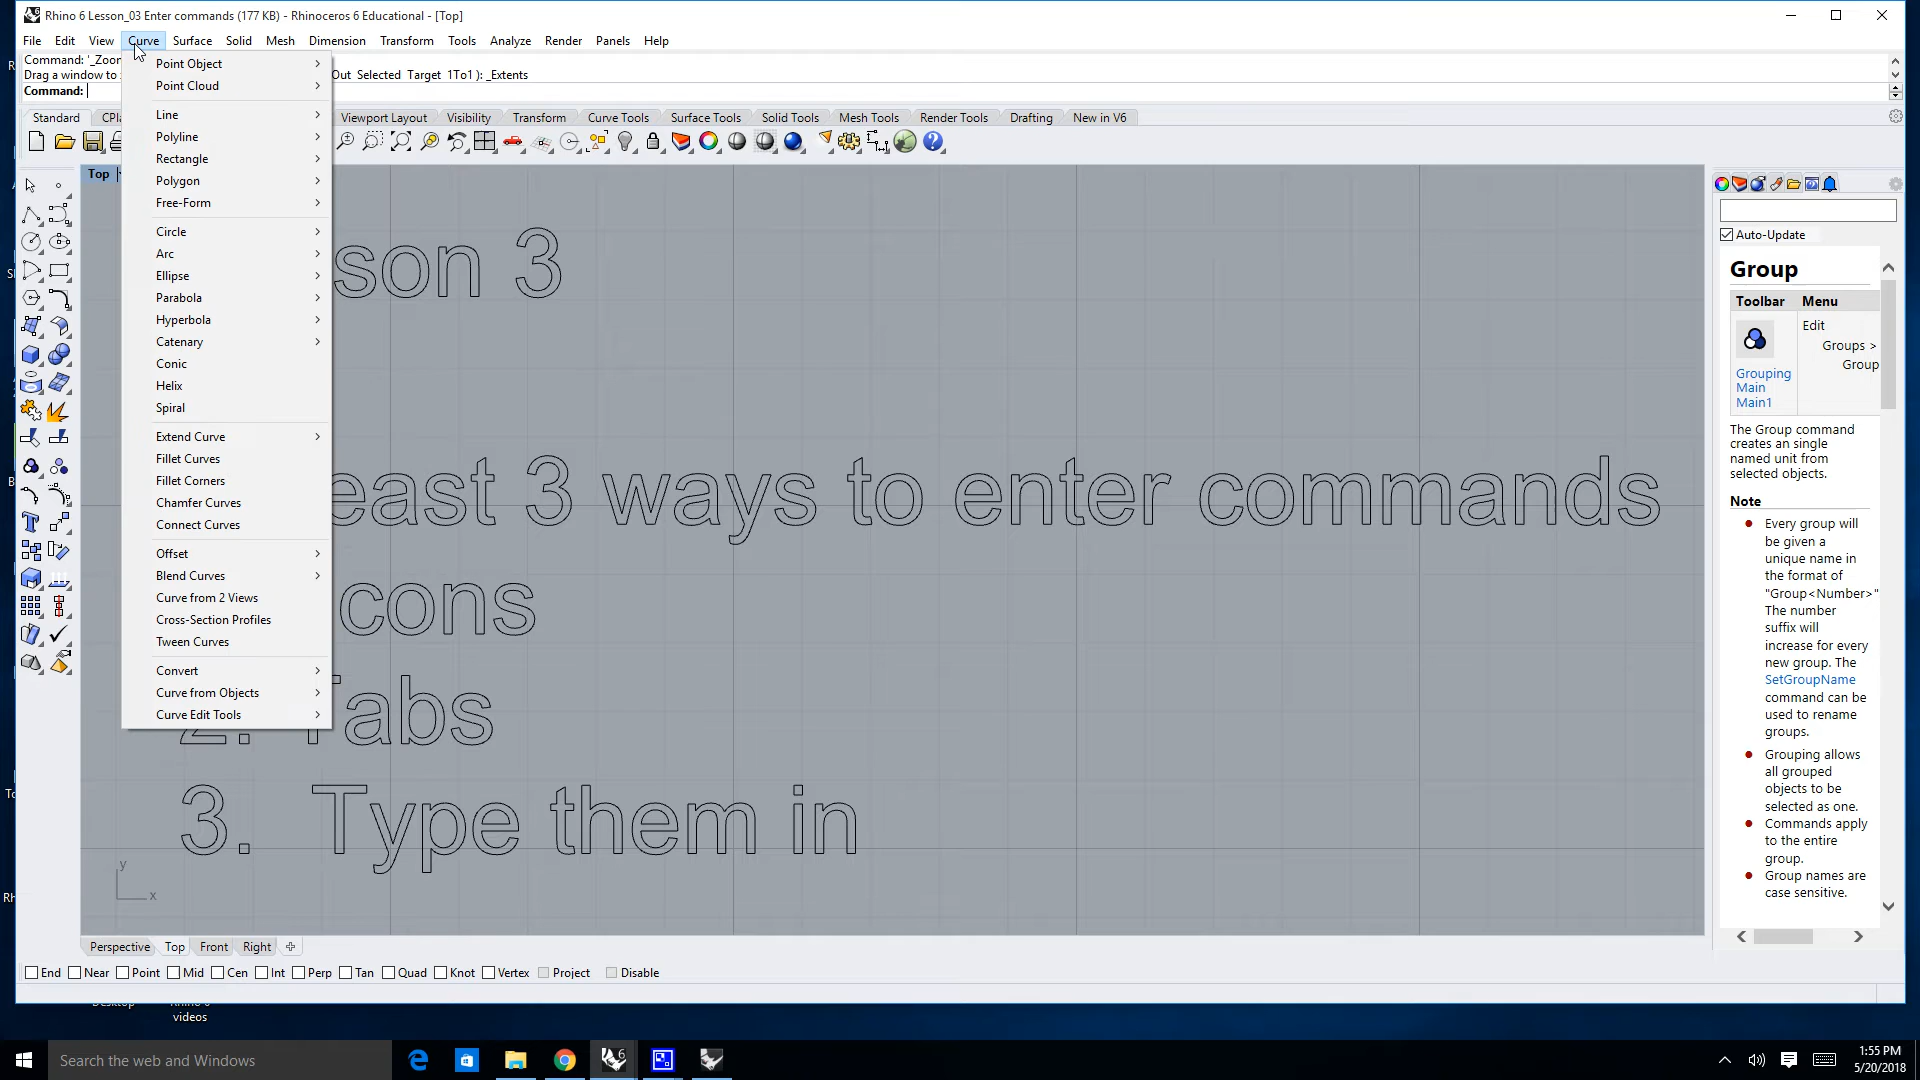 Rhino 6 Lesson_03 Enter commands (177 KB) - Rhinoceros 6 Educational - [Top]
File Edit View Curve Surface Solid Mesh Dimension Transform Tools Analyze Render Panels Help
Command: '_Zoo
Drag a window to
Out Selected Target 1To1 ): _Extents
Command:
Standard CPla Viewport Layout Visibility Transform Curve Tools Surface Tools Solid Tools Mesh Tools Render Tools Drafting New in V6
Top
Point Object
Point Cloud
Line
Polyline
Rectangle
Polygon
Free-Form
Circle
Arc
Ellipse
Parabola
Hyperbola
Catenary
Conic
Helix
Spiral
Extend Curve
Fillet Curves
Fillet Corners
Chamfer Curves
Connect Curves
Offset
Blend Curves
Curve from 2 Views
Cross-Section Profiles
Tween Curves
Convert
Curve from Objects
Curve Edit Tools
son 3
east 3 ways to enter commands
cons
2. Tabs
3. Type them in
y
x
Auto-Update
Group
Toolbar Menu
Edit
Groups >
Group
Grouping
Main
Main1
The Group command
creates an single
named unit from
selected objects.
Note
Every group will
be given a
unique name in
the format of
"Group<Number>"
The number
suffix will
increase for every
new group. The
SetGroupName
command can be
used to rename
groups.
Grouping allows
all grouped
objects to be
selected as one.
Commands apply
to the entire
group.
Group names are
case sensitive.
Perspective Top Front Right
End Near Point Mid Cen Int Perp Tan Quad Knot Vertex Project Disable
Desktop
videos
Search the web and Windows
1:55 PM
5/20/2018